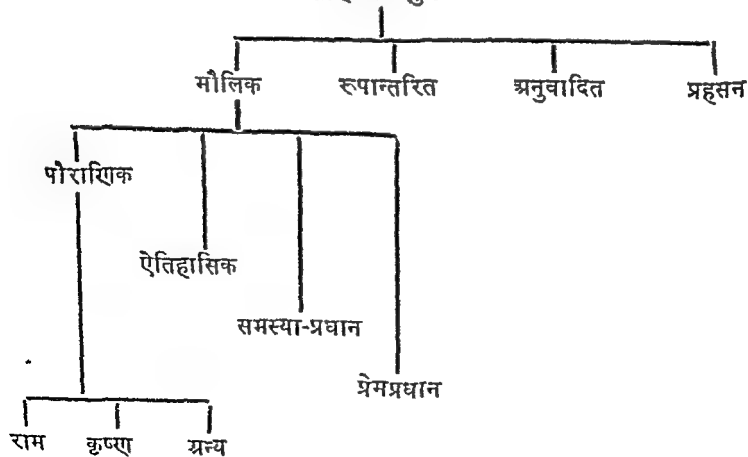 मौलिक रूपान्तरित अनुवादित प्रहसन
पौराणिक
ऐतिहासिक
समस्या-प्रधान
प्रेमप्रधान
राम कृष्ण अन्य